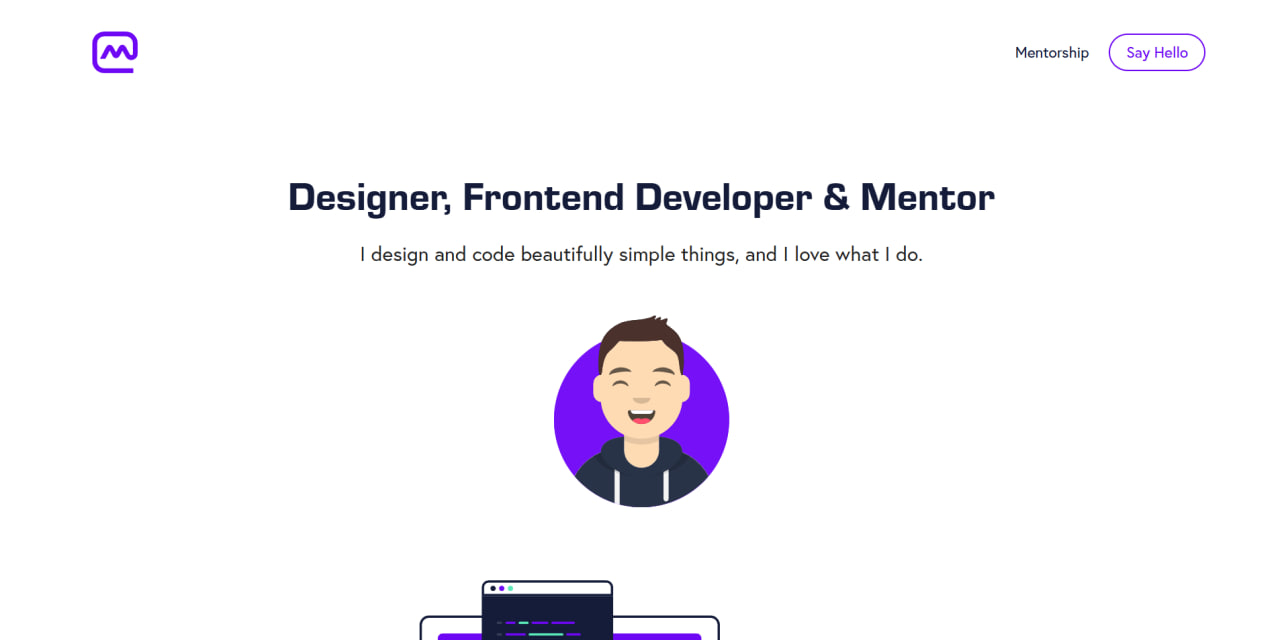 Mentorship
Say Hello
Designer, Frontend Developer & Mentor
I design and code beautifully simple things, and I love what I do.